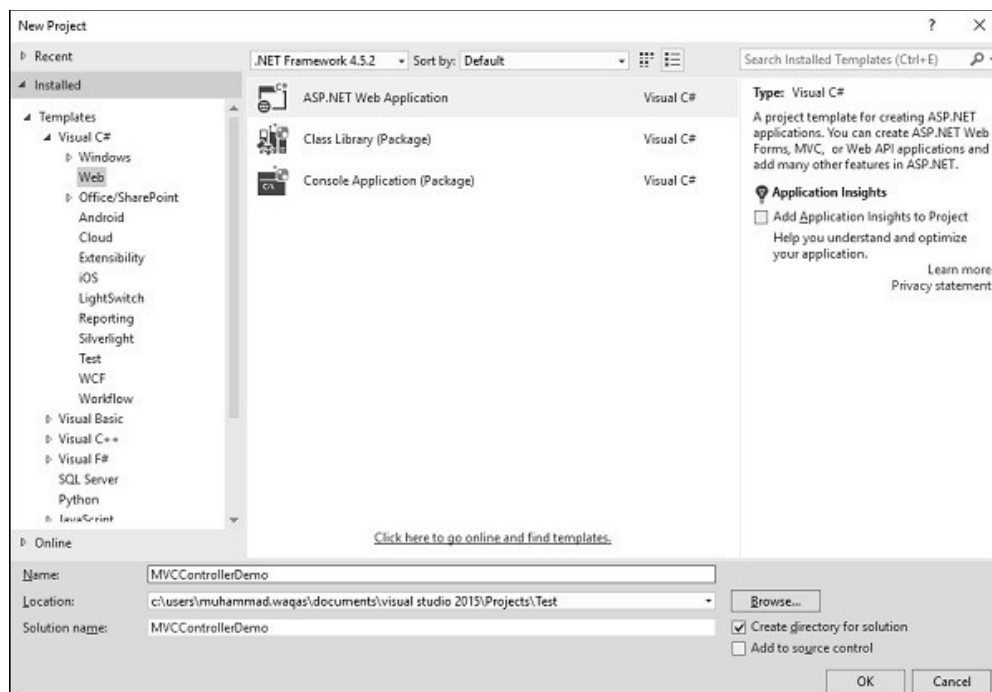 New Project
Recent
Installed
Templates
Visual C#
Windows
Web
Office/SharePoint
Android
Cloud
Extensibility
iOS
LightSwitch
Reporting
Silverlight
Test
WCF
Workflow
Visual Basic
Visual C++
Visual F#
SQL Server
Python
JavaScript
Online
.NET Framework 4.5.2 Sort by: Default
ASP.NET Web Application Visual C#
Class Library (Package) Visual C#
Console Application (Package) Visual C#
Click here to go online and find templates.
Search Installed Templates (Ctrl+E)
Type: Visual C#
A project template for creating ASP.NET
applications. You can create ASP.NET Web
Forms, MVC, or Web API applications and
add many other features in ASP.NET.
Application Insights
Add Application Insights to Project
Help you understand and optimize
your application.
Learn more
Privacy statement
Name: MVCControllerDemo
Location: c:\users\muhammad.waqas\documents\visual studio 2015\Projects\Test Browse...
Solution name: MVCControllerDemo
Create directory for solution
Add to source control
OK Cancel